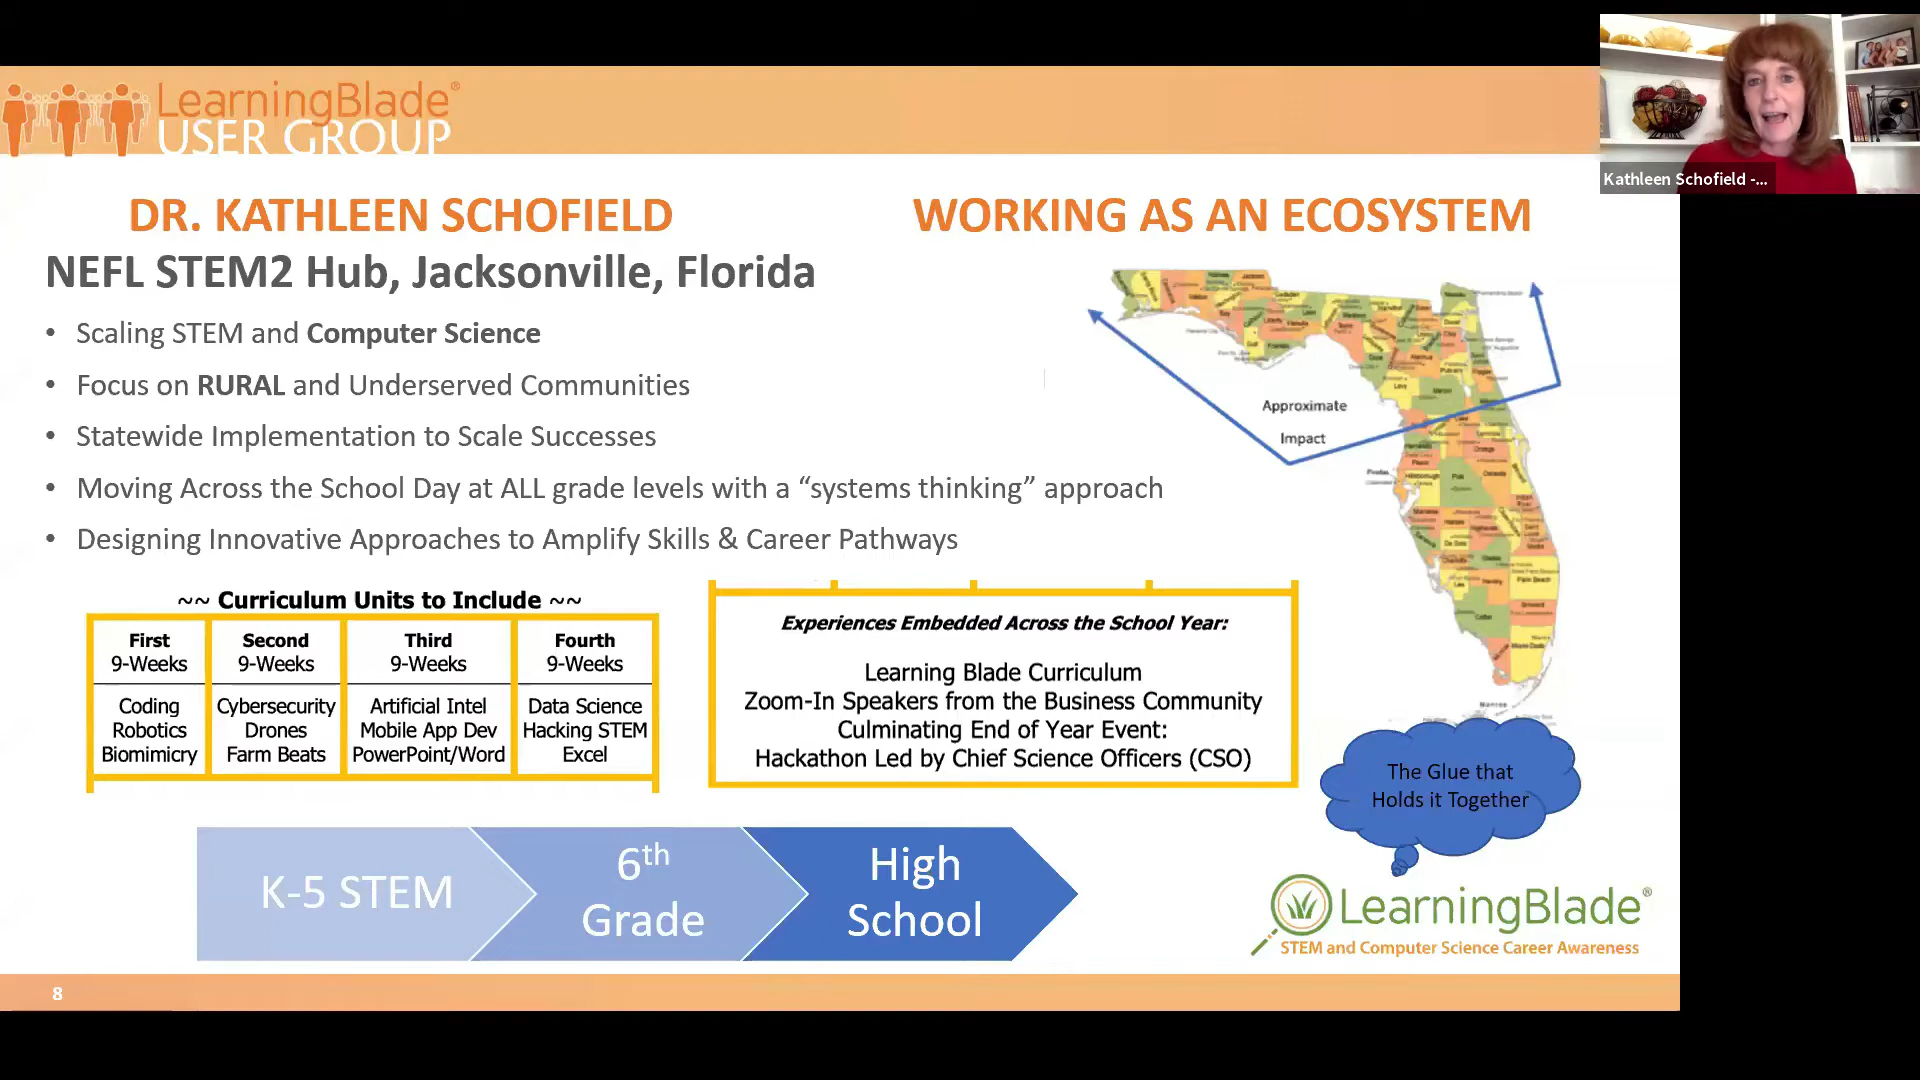 LearningBlade®
USER GROUP
Kathleen Schofield -...
DR. KATHLEEN SCHOFIELD
WORKING AS AN ECOSYSTEM
NEFL STEM2 Hub, Jacksonville, Florida
• Scaling STEM and Computer Science
• Focus on RURAL and Underserved Communities
• Statewide Implementation to Scale Successes
• Moving Across the School Day at ALL grade levels with a “systems thinking” approach
• Designing Innovative Approaches to Amplify Skills & Career Pathways
Approximate
Impact
~~ Curriculum Units to Include ~~
First Second Third Fourth
9-Weeks 9-Weeks 9-Weeks 9-Weeks
Coding Cybersecurity Artificial Intel Data Science
Robotics Drones Mobile App Dev Hacking STEM
Biomimicry Farm Beats PowerPoint/Word Excel
Experiences Embedded Across the School Year:
Learning Blade Curriculum
Zoom-In Speakers from the Business Community
Culminating End of Year Event:
Hackathon Led by Chief Science Officers (CSO)
The Glue that
Holds it Together
K-5 STEM
6th
Grade
High
School
LearningBlade®
STEM and Computer Science Career Awareness
8